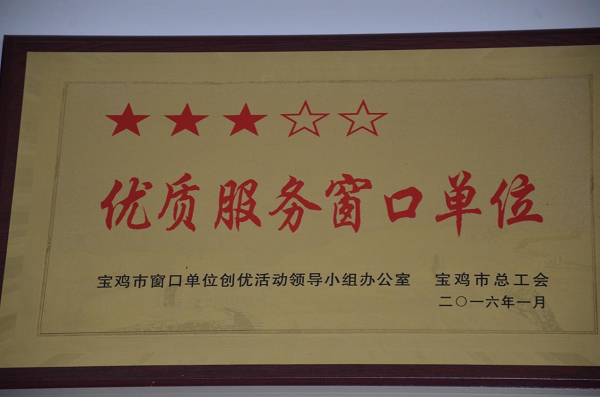 ★★★☆☆
优质服务窗口单位
宝鸡市窗口单位创优活动领导小组办公室 宝鸡市总工会
二〇一六年一月